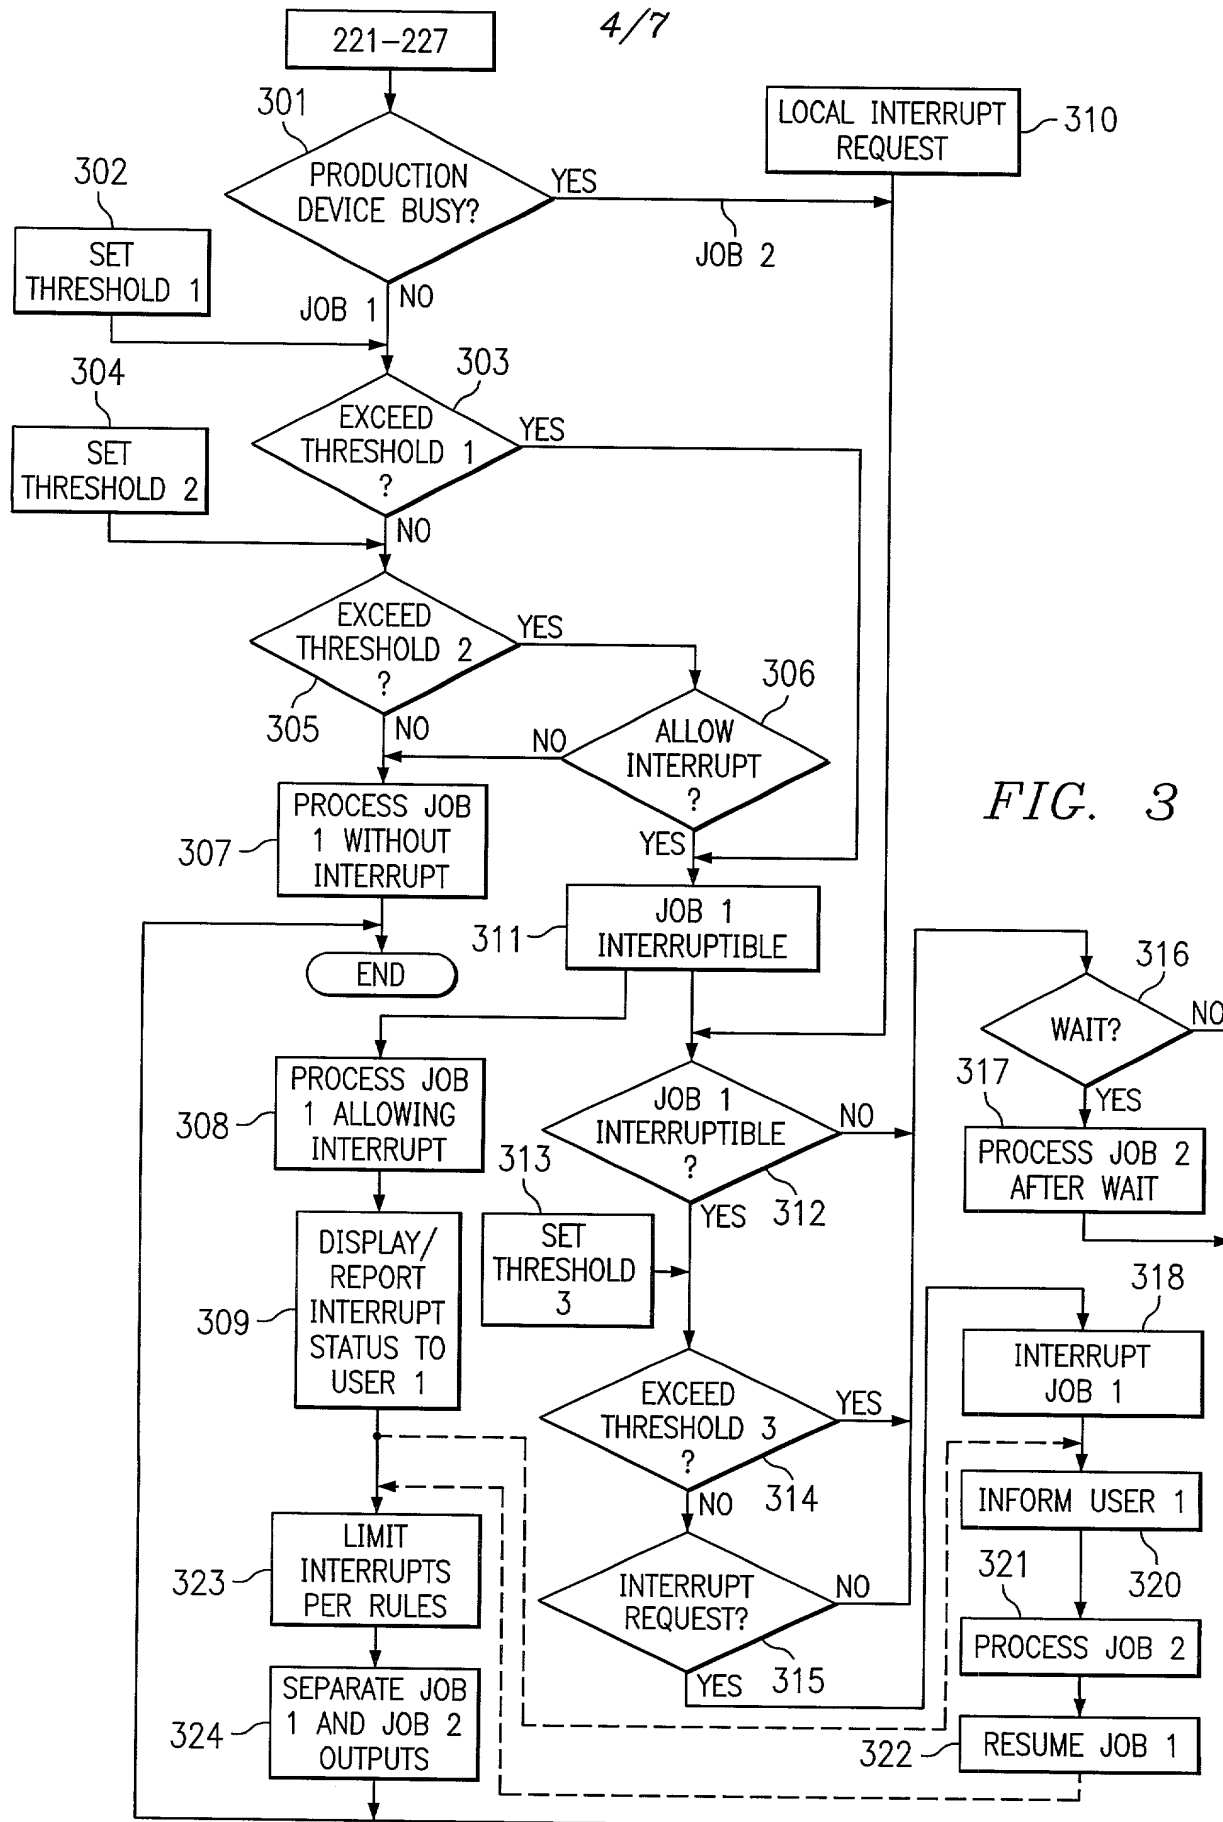 4/7
221-227
301
PRODUCTION
DEVICE BUSY?
YES
JOB 2
LOCAL INTERRUPT
REQUEST
310
302
SET
THRESHOLD 1
JOB 1
NO
304
SET
THRESHOLD 2
303
EXCEED
THRESHOLD 1
?
YES
NO
EXCEED
THRESHOLD 2
?
YES
305
NO
306
ALLOW
INTERRUPT
?
NO
YES
FIG. 3
307
PROCESS JOB
1 WITHOUT
INTERRUPT
END
311
JOB 1
INTERRUPTIBLE
316
WAIT?
NO
YES
317
PROCESS JOB 2
AFTER WAIT
308
PROCESS JOB
1 ALLOWING
INTERRUPT
JOB 1
INTERRUPTIBLE
?
NO
312
YES
313
SET
THRESHOLD
3
309
DISPLAY/
REPORT
INTERRUPT
STATUS TO
USER 1
318
INTERRUPT
JOB 1
EXCEED
THRESHOLD 3
?
YES
314
NO
INFORM USER 1
320
323
LIMIT
INTERRUPTS
PER RULES
INTERRUPT
REQUEST?
NO
315
YES
321
PROCESS JOB 2
324
SEPARATE JOB
1 AND JOB 2
OUTPUTS
322
RESUME JOB 1